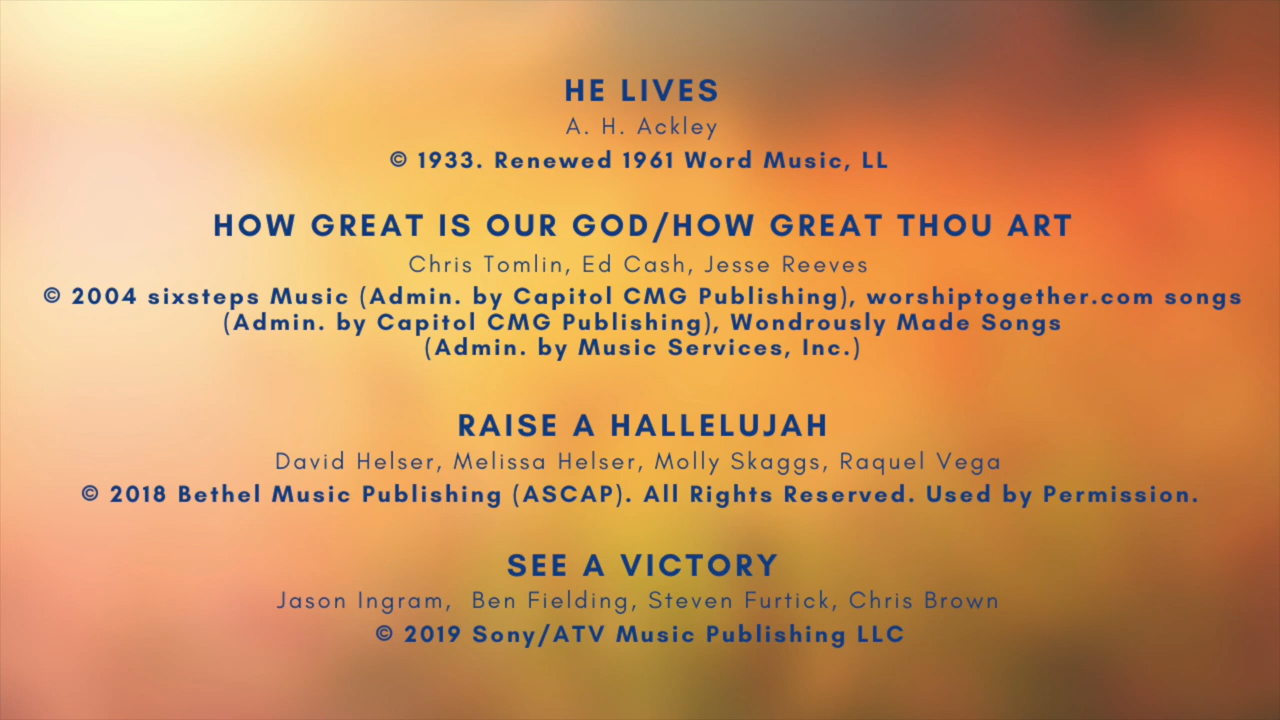 HE LIVES
A. H. Ackley
© 1933. Renewed 1961 Word Music, LL
HOW GREAT IS OUR GOD/HOW GREAT THOU ART
Chris Tomlin, Ed Cash, Jesse Reeves
© 2004 sixsteps Music (Admin. by Capitol CMG Publishing), worshiptogether.com songs
(Admin. by Capitol CMG Publishing), Wondrously Made Songs
(Admin. by Music Services, Inc.)
RAISE A HALLELUJAH
David Helser, Melissa Helser, Molly Skaggs, Raquel Vega
© 2018 Bethel Music Publishing (ASCAP). All Rights Reserved. Used by Permission.
SEE A VICTORY
Jason Ingram,  Ben Fielding, Steven Furtick, Chris Brown
© 2019 Sony/ATV Music Publishing LLC